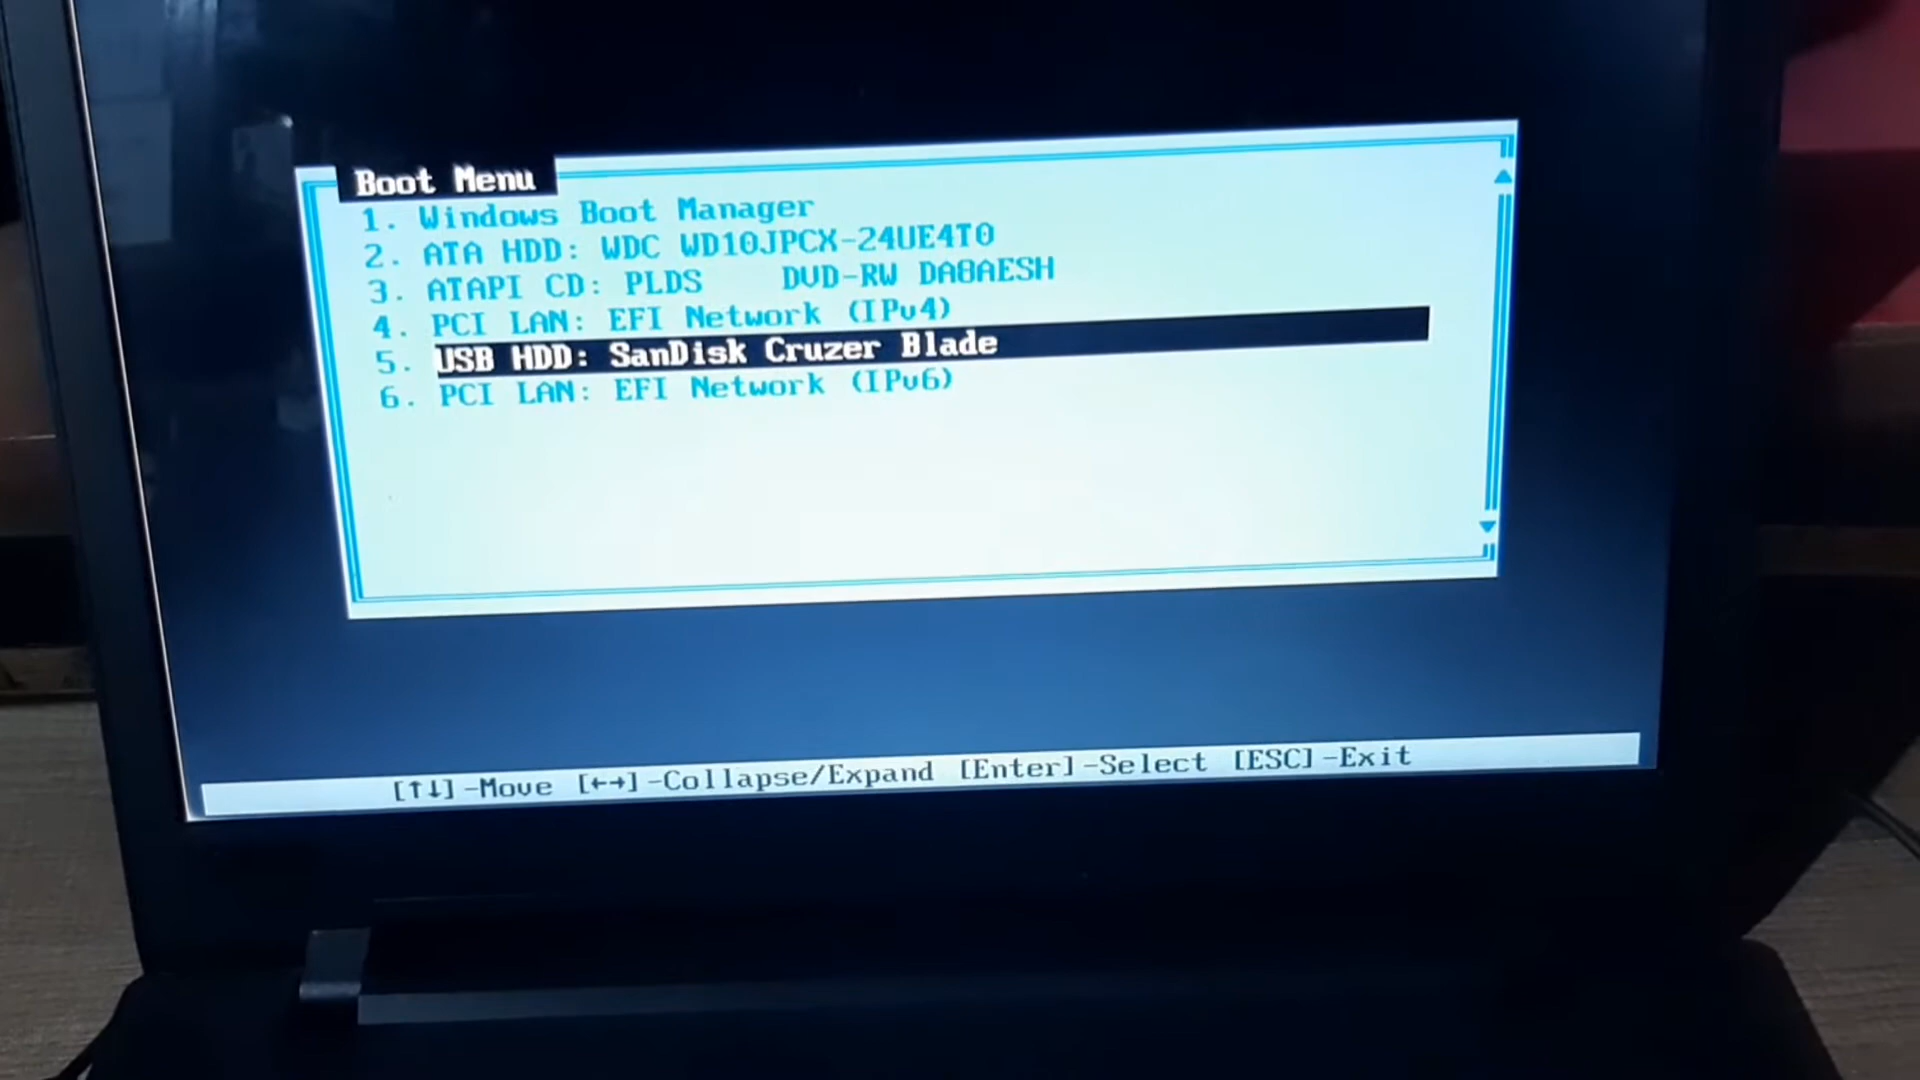 Boot Menu
1. Windows Boot Manager
2. ATA HDD: WDC WD10JPCX-24UE4T0
3. ATAPI CD: PLDS DVD-RW DA8AESH
4. PCI LAN: EFI Network (IPv4)
5. USB HDD: SanDisk Cruzer Blade
6. PCI LAN: EFI Network (IPv6)
[↑↓]-Move [←→]-Collapse/Expand [Enter]-Select [ESC]-Exit